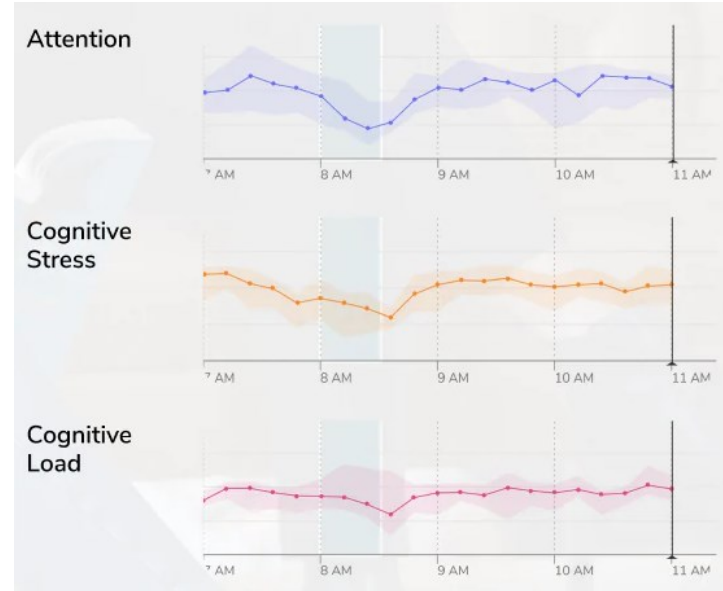 Attention
7 AM 8 AM 9 AM 10 AM 11 AM
Cognitive
Stress
7 AM 8 AM 9 AM 10 AM 11 AM
Cognitive
Load
7 AM 8 AM 9 AM 10 AM 11 AM